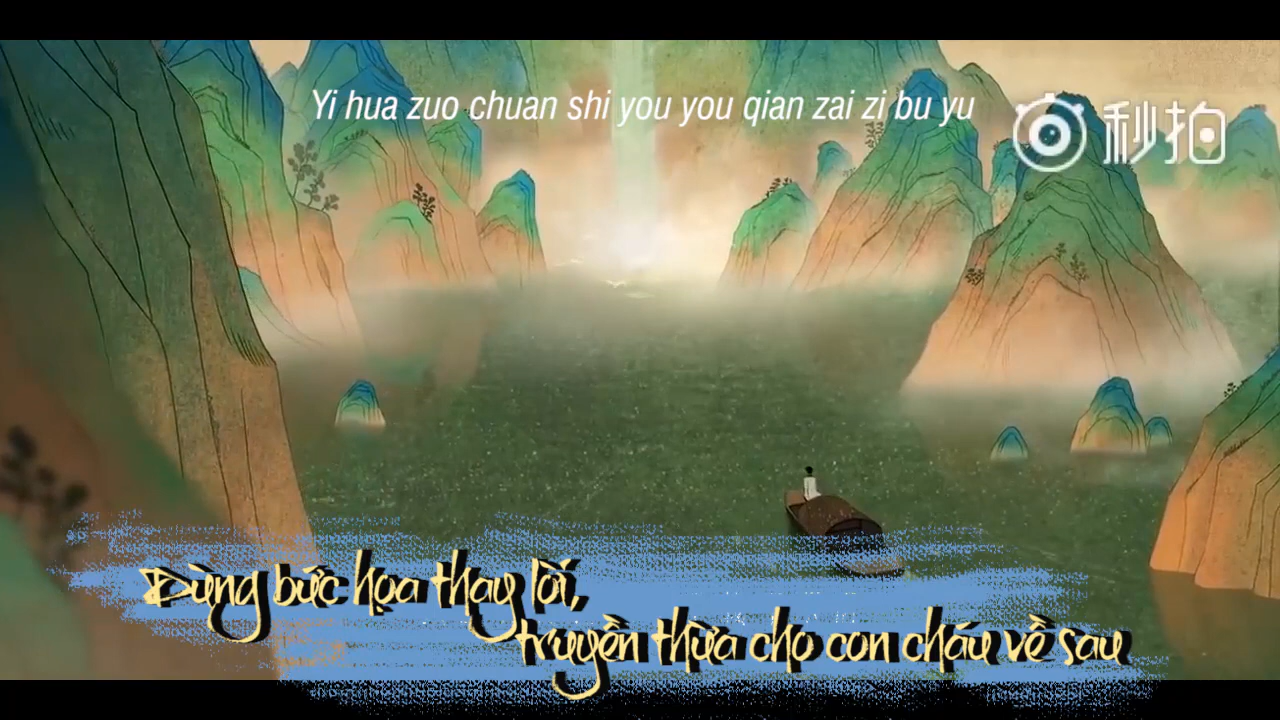 Yi hua zuo chuan shi you you qian zai zi bu yu
秒拍
Dùng bức họa thay lời,
truyền thừa cho con cháu về sau